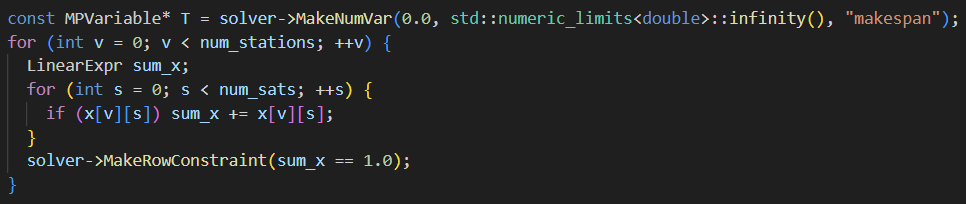 const MPVariable* T = solver->MakeNumVar(0.0, std::numeric_limits<double>::infinity(), "makespan");
for (int v = 0; v < num_stations; ++v) {
  LinearExpr sum_x;
  for (int s = 0; s < num_sats; ++s) {
    if (x[v][s]) sum_x += x[v][s];
  }
  solver->MakeRowConstraint(sum_x == 1.0);
}